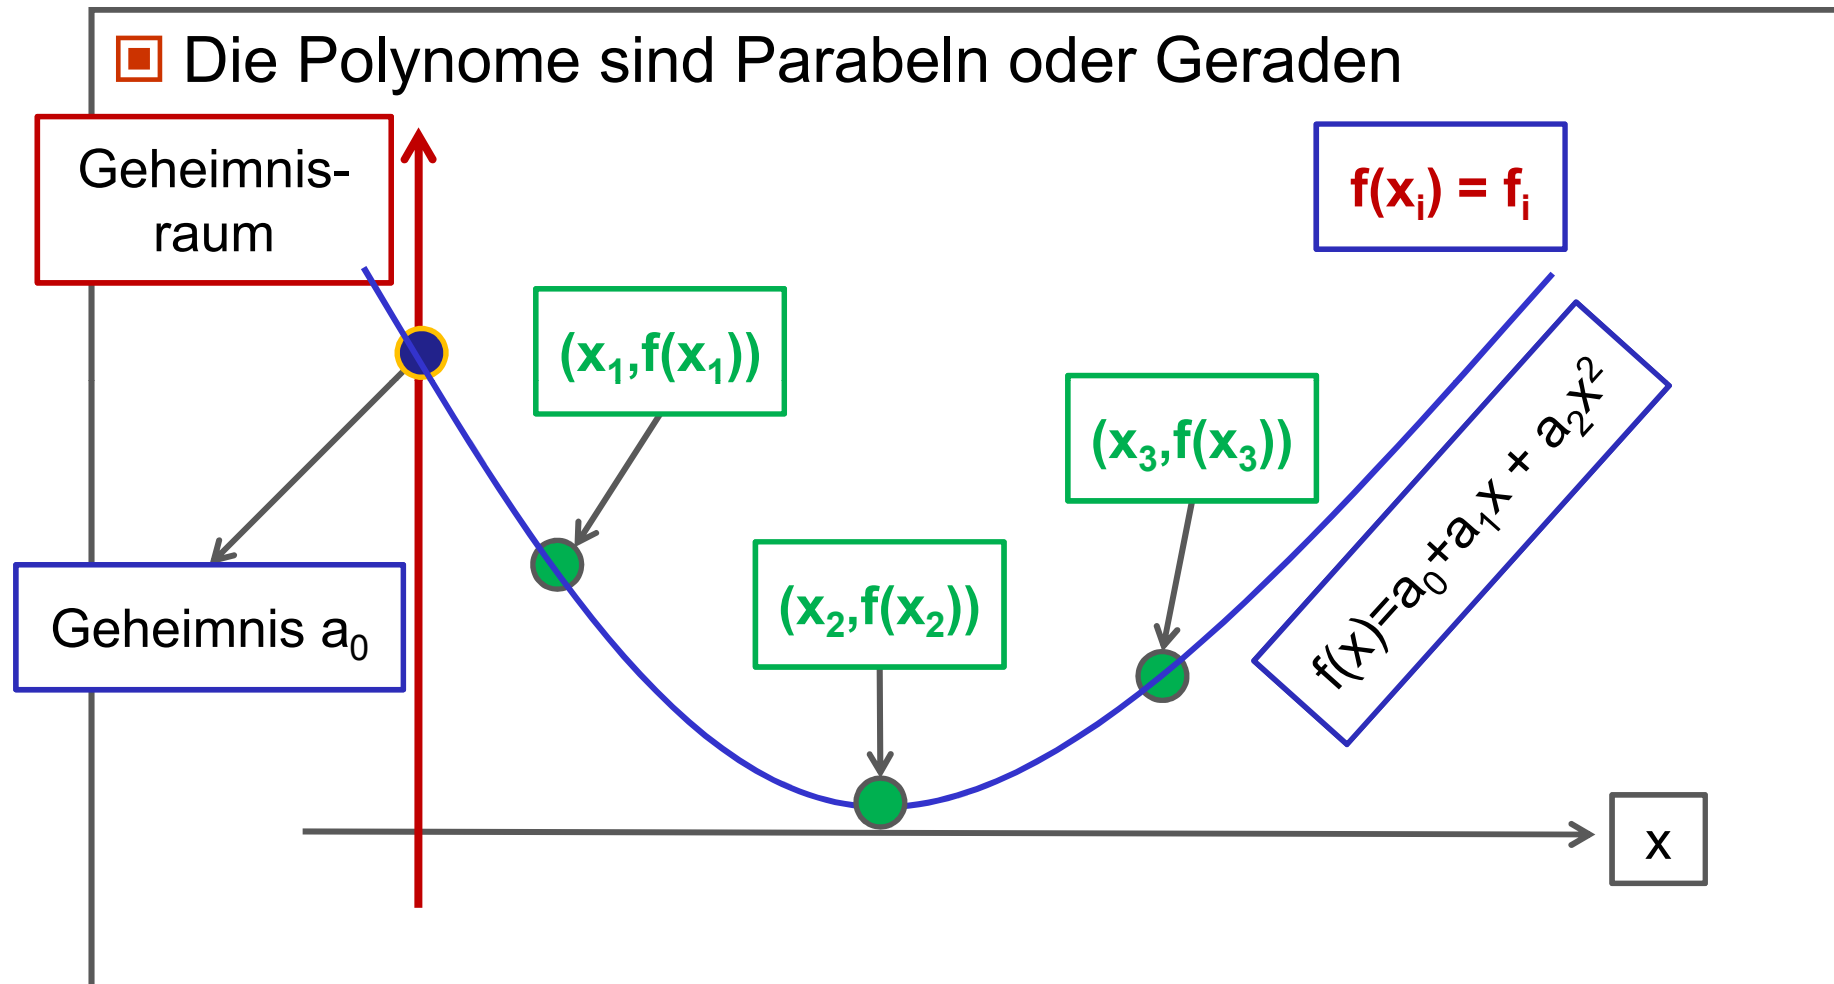 Die Polynome sind Parabeln oder Geraden
Geheimnis-
raum
f(xᵢ) = fᵢ
(x₁,f(x₁))
(x₃,f(x₃))
f(x)=a₀+a₁x + a₂x²
(x₂,f(x₂))
Geheimnis a₀
x